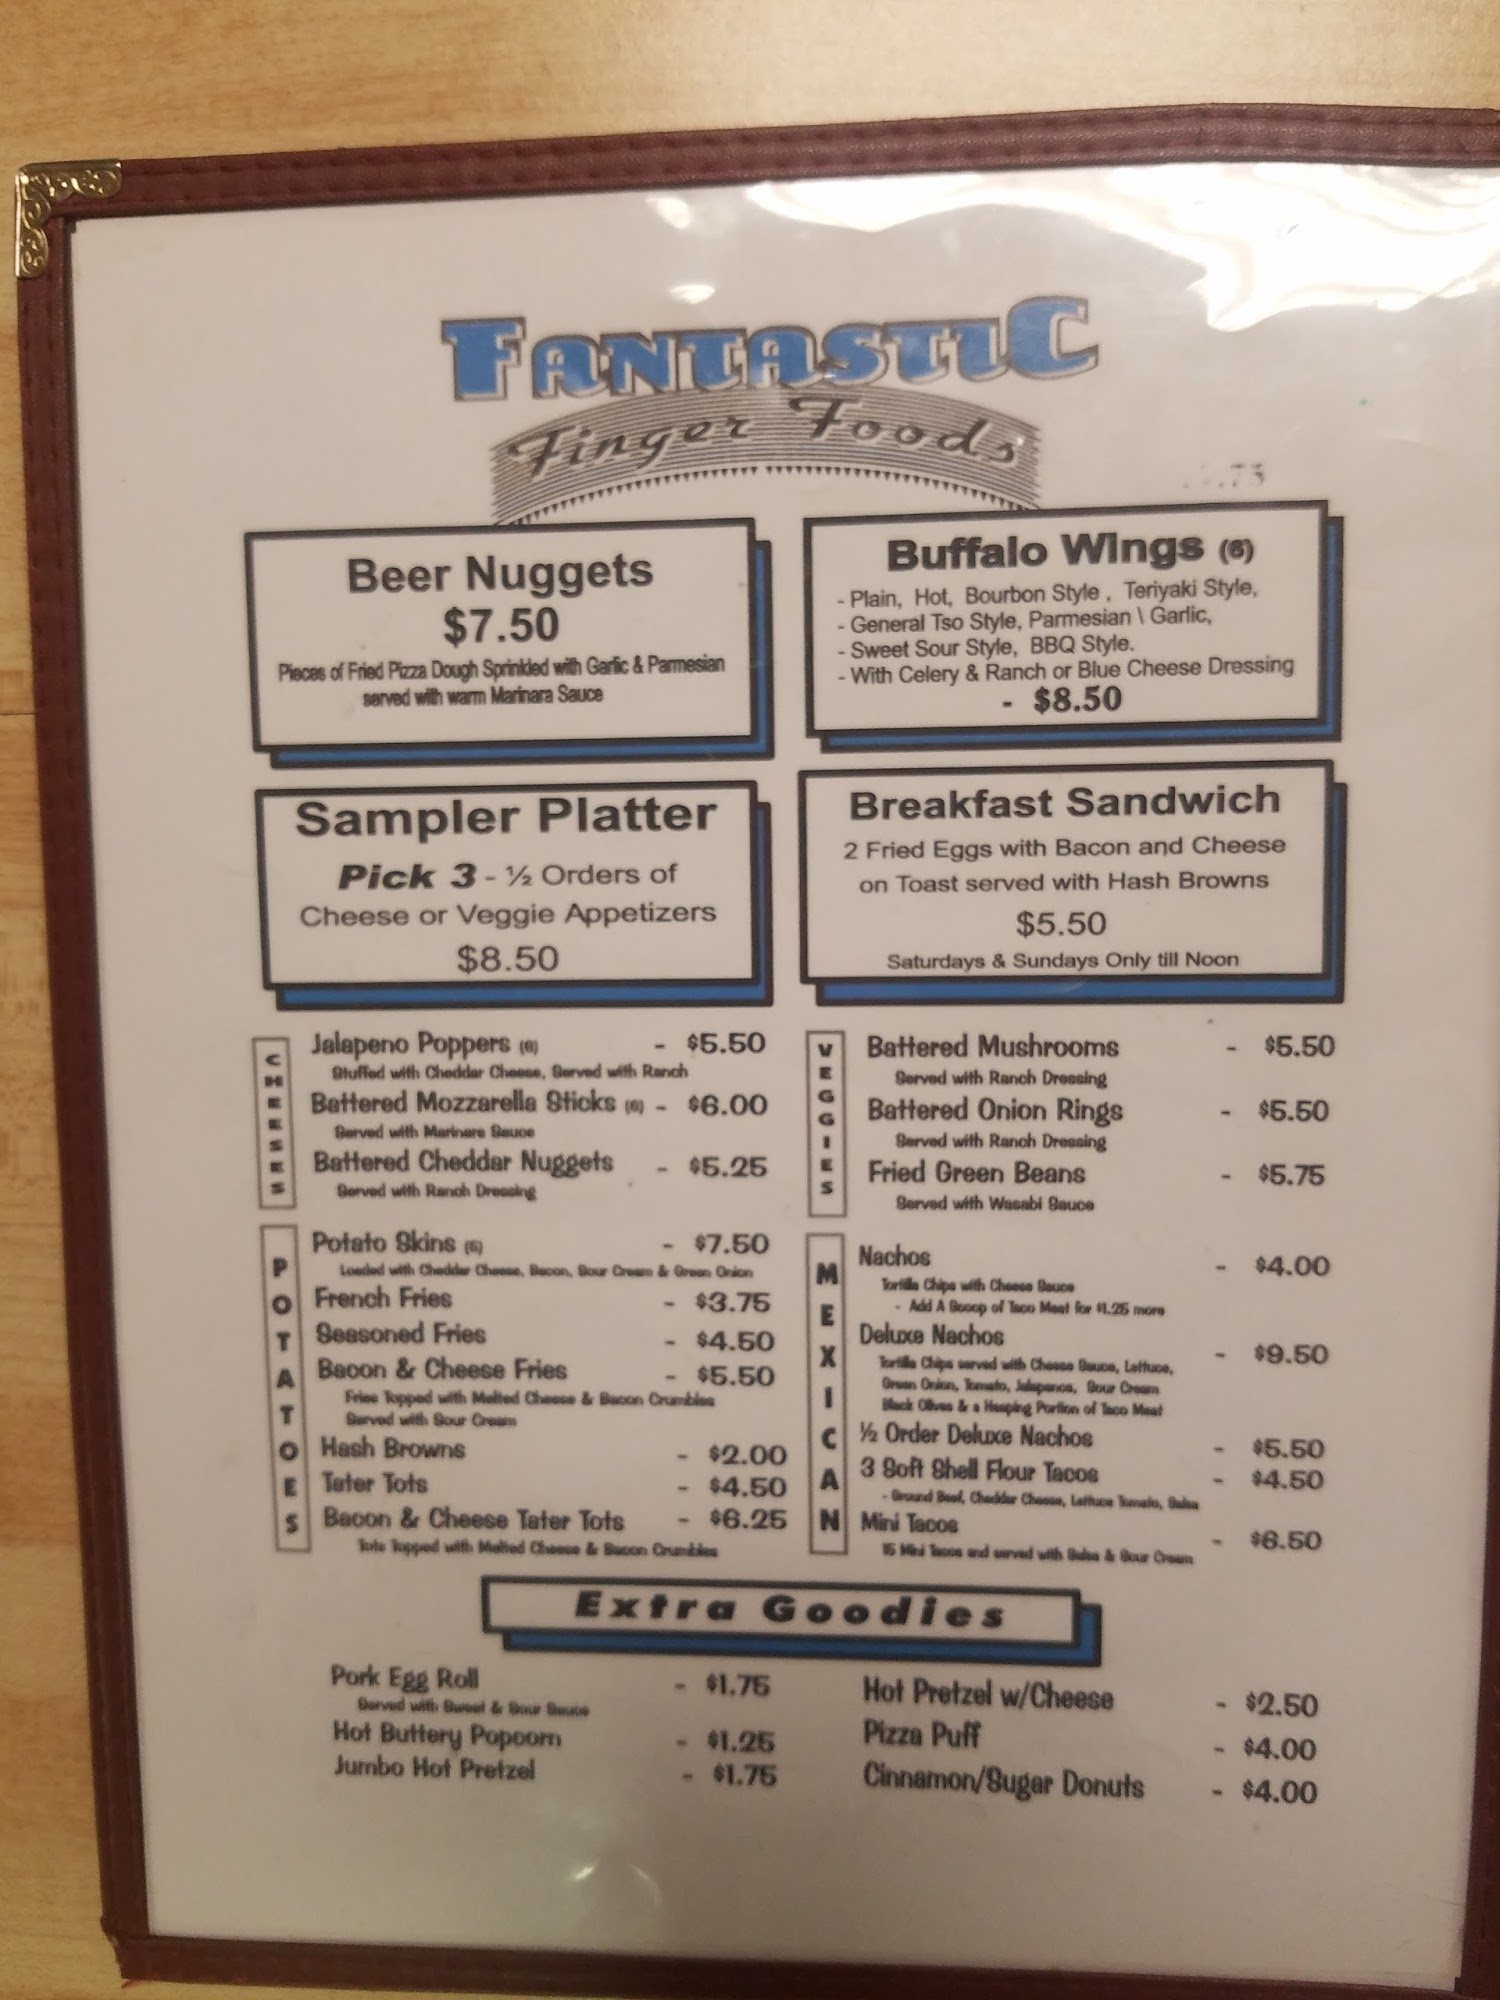 FANTASTIC
Finger Foods
.75
Beer Nuggets
$7.50
Pieces of Fried Pizza Dough Sprinkled with Garlic & Parmesian
served with warm Marinara Sauce
Buffalo Wings (6)
- Plain, Hot, Bourbon Style , Teriyaki Style,
- General Tso Style, Parmesian \ Garlic,
- Sweet Sour Style, BBQ Style.
- With Celery & Ranch or Blue Cheese Dressing
- $8.50
Sampler Platter
Pick 3 - ½ Orders of
Cheese or Veggie Appetizers
$8.50
Breakfast Sandwich
2 Fried Eggs with Bacon and Cheese
on Toast served with Hash Browns
$5.50
Saturdays & Sundays Only till Noon
CHEESES
Jalapeno Poppers (6) - $5.50
Stuffed with Cheddar Cheese, Served with Ranch
Battered Mozzarella Sticks (6) - $6.00
Served with Marinara Sauce
Battered Cheddar Nuggets - $5.25
Served with Ranch Dressing
VEGGIES
Battered Mushrooms - $5.50
Served with Ranch Dressing
Battered Onion Rings - $5.50
Served with Ranch Dressing
Fried Green Beans - $5.75
Served with Wasabi Sauce
POTATOES
Potato Skins - $7.50
Loaded with Cheddar Cheese, Bacon, Sour Cream & Green Onion
French Fries - $3.75
Seasoned Fries - $4.50
Bacon & Cheese Fries - $5.50
Fries Topped with Melted Cheese & Bacon Crumbles
Served with Sour Cream
Hash Browns - $2.00
Tater Tots - $4.50
Bacon & Cheese Tater Tots - $6.25
Tots Topped with Melted Cheese & Bacon Crumbles
MEXICAN
Nachos - $4.00
Tortilla Chips with Cheese Sauce
- Add A Scoop of Taco Meat for $1.25 more
Deluxe Nachos - $9.50
Tortilla Chips served with Cheese Sauce, Lettuce,
Green Onion, Tomato, Jalapenos, Sour Cream
Black Olives & a Heaping Portion of Taco Meat
½ Order Deluxe Nachos - $5.50
3 Soft Shell Flour Tacos - $4.50
- Ground Beef, Cheddar Cheese, Lettuce Tomato, Salsa
Mini Tacos - $6.50
15 Mini Tacos and served with Salsa & Sour Cream
Extra Goodies
Pork Egg Roll - $1.75
Served with Sweet & Sour Sauce
Hot Buttery Popcorn - $1.25
Jumbo Hot Pretzel - $1.75
Hot Pretzel w/Cheese - $2.50
Pizza Puff - $4.00
Cinnamon/Sugar Donuts - $4.00